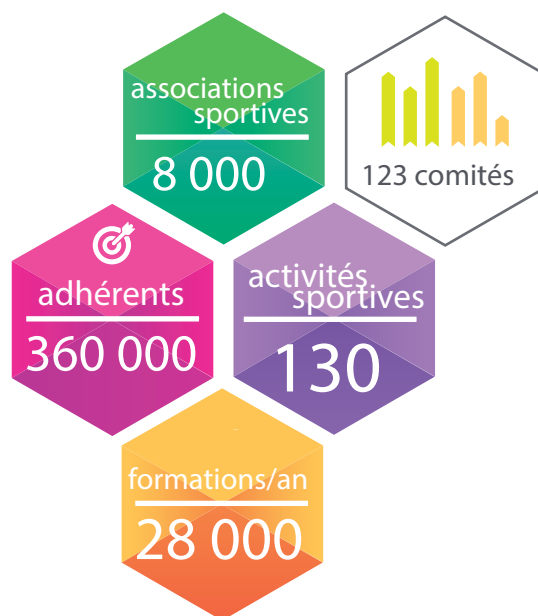 associations
sportives
8 000
123 comités
adhérents
360 000
activités
sportives
130
formations/an
28 000